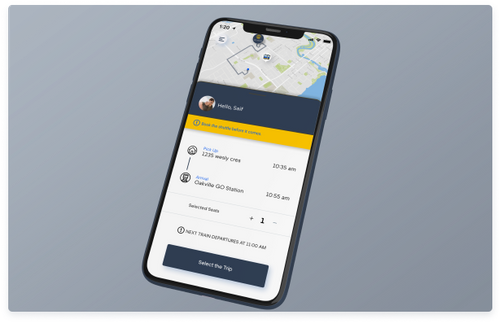 1:20
Hello, Seif
Book the shuttle before it comes
Pick Up
1235 wesly cres
10:35 am
Arrival
Oakville GO Station
10:55 am
Selected Seats
+ 1 -
NEXT TRAIN DEPARTURES AT 11:00 AM
Select the Trip